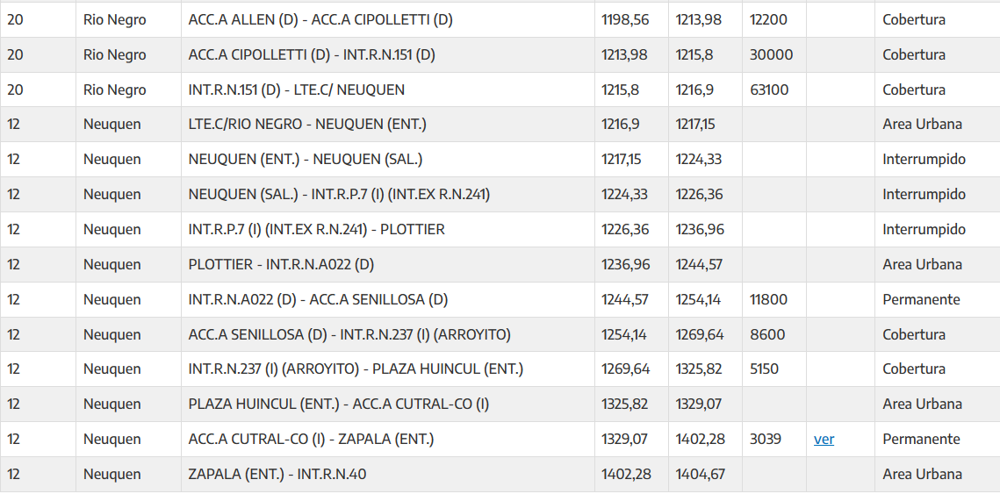 20 Rio Negro ACC.A ALLEN (D) - ACC.A CIPOLLETTI (D) 1198,56 1213,98 12200 Cobertura
20 Rio Negro ACC.A CIPOLLETTI (D) - INT.R.N.151 (D) 1213,98 1215,8 30000 Cobertura
20 Rio Negro INT.R.N.151 (D) - LTE.C/ NEUQUEN 1215,8 1216,9 63100 Cobertura
12 Neuquen LTE.C/RIO NEGRO - NEUQUEN (ENT.) 1216,9 1217,15 Area Urbana
12 Neuquen NEUQUEN (ENT.) - NEUQUEN (SAL.) 1217,15 1224,33 Interrumpido
12 Neuquen NEUQUEN (SAL.) - INT.R.P.7 (I) (INT.EX R.N.241) 1224,33 1226,36 Interrumpido
12 Neuquen INT.R.P.7 (I) (INT.EX R.N.241) - PLOTTIER 1226,36 1236,96 Interrumpido
12 Neuquen PLOTTIER - INT.R.N.A022 (D) 1236,96 1244,57 Area Urbana
12 Neuquen INT.R.N.A022 (D) - ACC.A SENILLOSA (D) 1244,57 1254,14 11800 Permanente
12 Neuquen ACC.A SENILLOSA (D) - INT.R.N.237 (I) (ARROYITO) 1254,14 1269,64 8600 Cobertura
12 Neuquen INT.R.N.237 (I) (ARROYITO) - PLAZA HUINCUL (ENT.) 1269,64 1325,82 5150 Cobertura
12 Neuquen PLAZA HUINCUL (ENT.) - ACC.A CUTRAL-CO (I) 1325,82 1329,07 Area Urbana
12 Neuquen ACC.A CUTRAL-CO (I) - ZAPALA (ENT.) 1329,07 1402,28 3039 ver Permanente
12 Neuquen ZAPALA (ENT.) - INT.R.N.40 1402,28 1404,67 Area Urbana